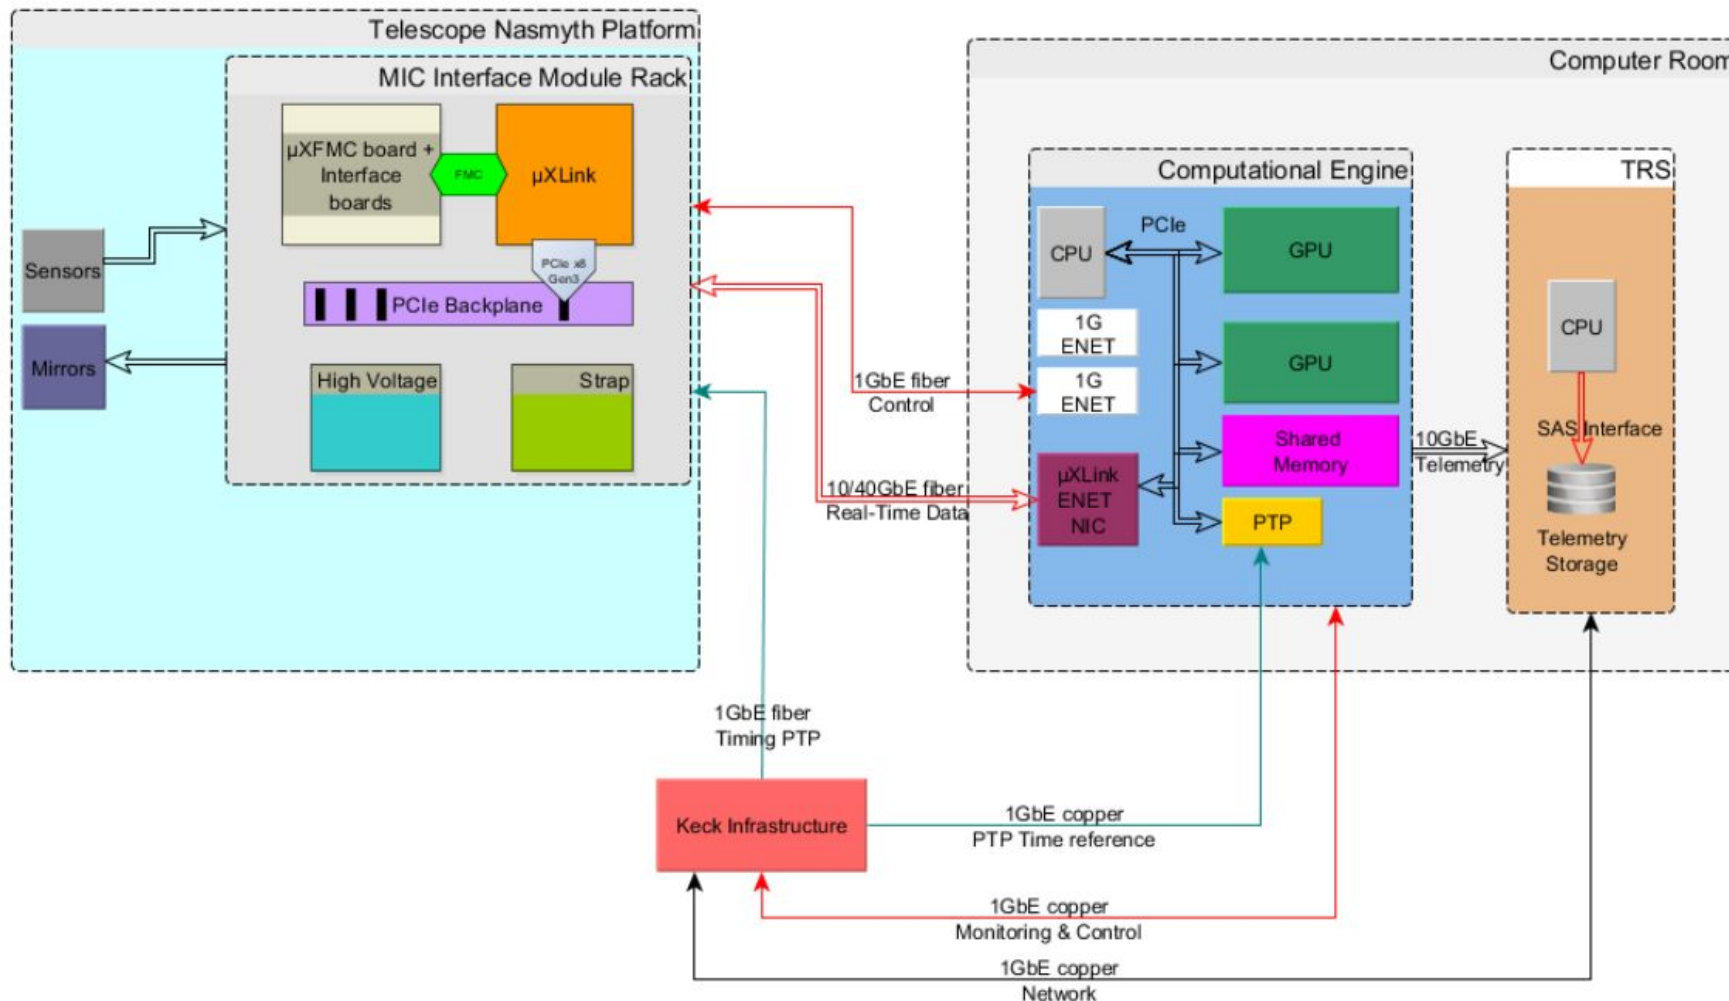 Telescope Nasmyth Platform
MIC Interface Module Rack
µXFMC board +
Interface
boards
FMC
µXLink
PCIe x8
Gen3
PCIe Backplane
High Voltage
Strap
Sensors
Mirrors
1GbE fiber
Control
10/40GbE fiber
Real-Time Data
1GbE fiber
Timing PTP
Computer Room
Computational Engine
CPU
PCIe
GPU
1G
ENET
GPU
1G
ENET
Shared
Memory
µXLink
ENET
NIC
PTP
10GbE
Telemetry
TRS
CPU
SAS Interface
Telemetry
Storage
Keck Infrastructure
1GbE copper
PTP Time reference
1GbE copper
Monitoring & Control
1GbE copper
Network